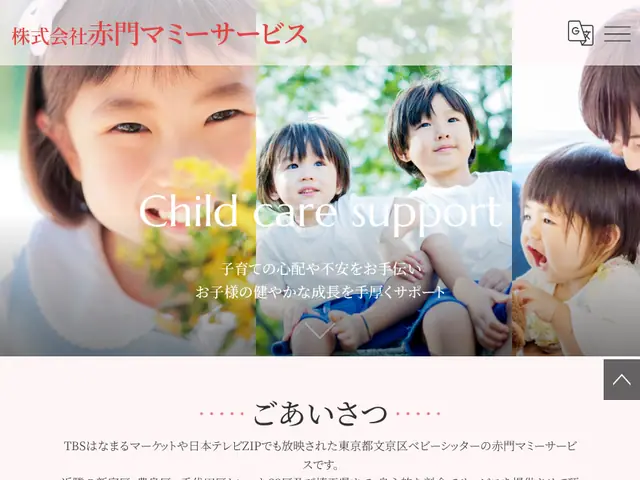 株式会社赤門マミーサービス
Child care support
子育ての心配や不安をお手伝い
お子様の健やかな成長を手厚くサポート
ごあいさつ
TBSはなまるマーケットや日本テレビZIPでも放映された東京都文京区ベビーシッターの赤門マミーサービ
スです。